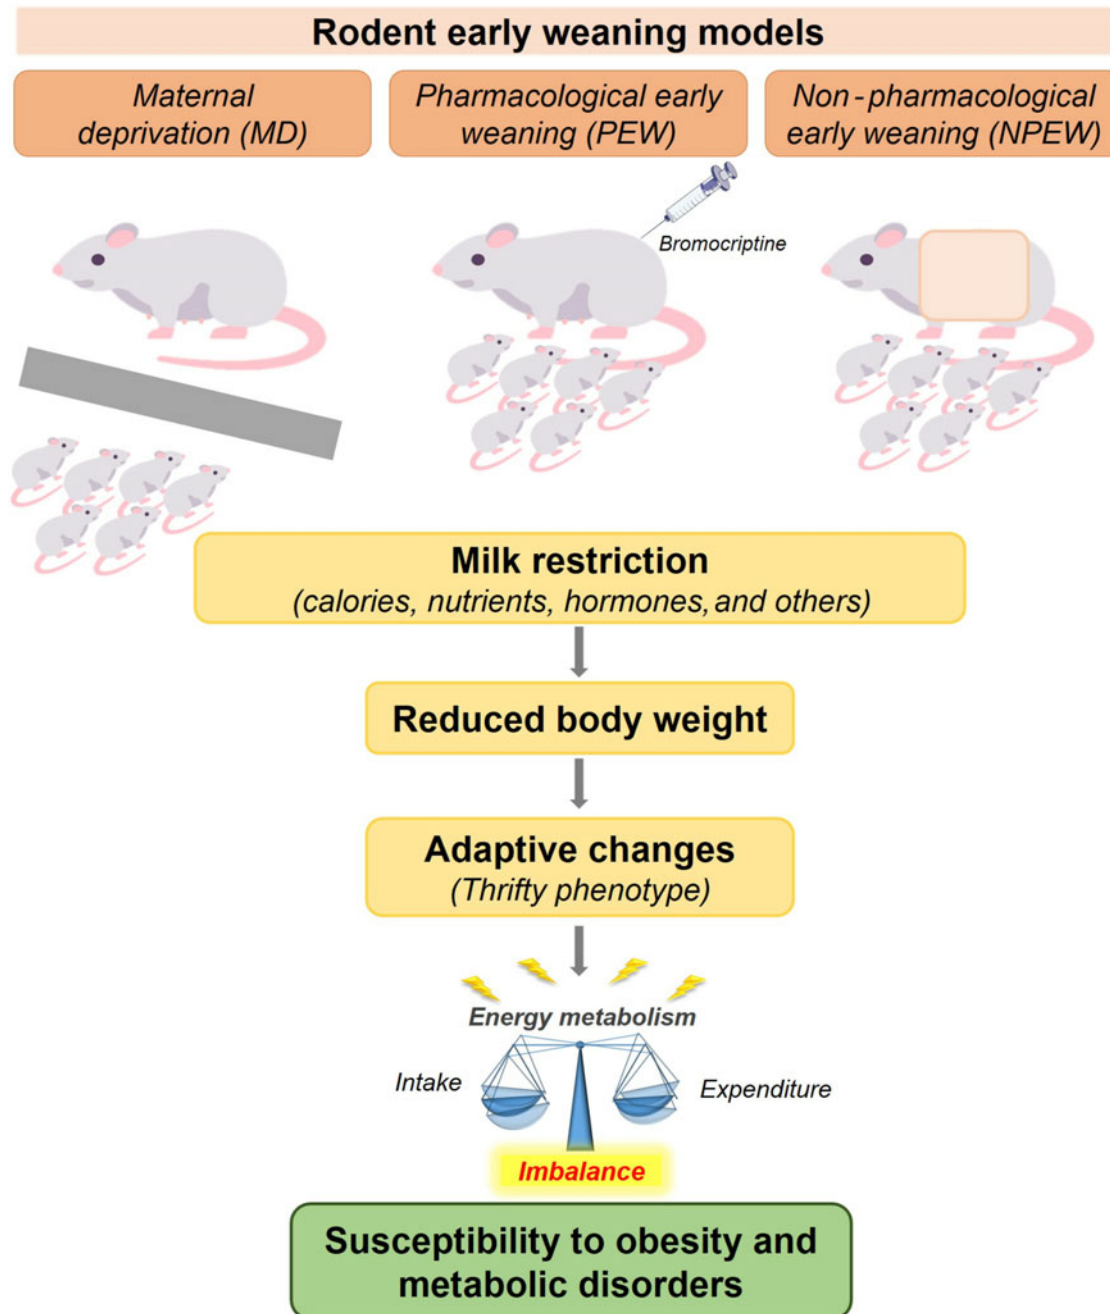 Rodent early weaning models
Maternal
deprivation (MD)
Pharmacological early
weaning (PEW)
Non-pharmacological
early weaning (NPEW)
Bromocriptine
Milk restriction
(calories, nutrients, hormones, and others)
Reduced body weight
Adaptive changes
(Thrifty phenotype)
Energy metabolism
Intake
Expenditure
Imbalance
Susceptibility to obesity and
metabolic disorders